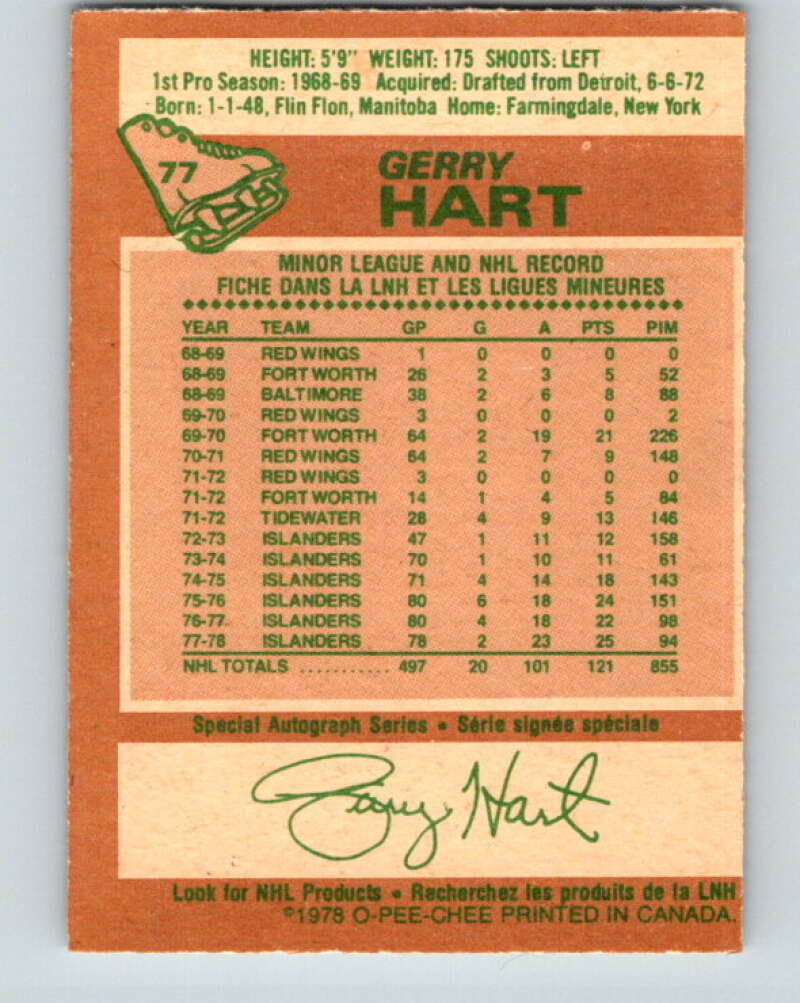 HEIGHT: 5'9" WEIGHT: 175 SHOOTS: LEFT
1st Pro Season: 1968-69 Acquired: Drafted from Detroit, 6-6-72
Born: 1-1-48, Flin Flon, Manitoba Home: Farmingdale, New York
77
GERRY
HART
MINOR LEAGUE AND NHL RECORD
FICHE DANS LA LNH ET LES LIGUES MINEURES
YEAR TEAM GP G A PTS PIM
68-69 RED WINGS 1 0 0 0 0
68-69 FORT WORTH 26 2 3 5 52
68-69 BALTIMORE 38 2 6 8 88
69-70 RED WINGS 3 0 0 0 2
69-70 FORT WORTH 64 2 19 21 226
70-71 RED WINGS 64 2 7 9 148
71-72 RED WINGS 3 0 0 0 0
71-72 FORT WORTH 14 1 4 5 84
71-72 TIDEWATER 28 4 9 13 146
72-73 ISLANDERS 47 1 11 12 158
73-74 ISLANDERS 70 1 10 11 61
74-75 ISLANDERS 71 4 14 18 143
75-76 ISLANDERS 80 6 18 24 151
76-77 ISLANDERS 80 4 18 22 98
77-78 ISLANDERS 78 2 23 25 94
NHL TOTALS ........... 497 20 101 121 855
Special Autograph Series • Série signée spéciale
Gerry Hart
Look for NHL Products • Recherchez les produits de la LNH
©1978 O-PEE-CHEE PRINTED IN CANADA.